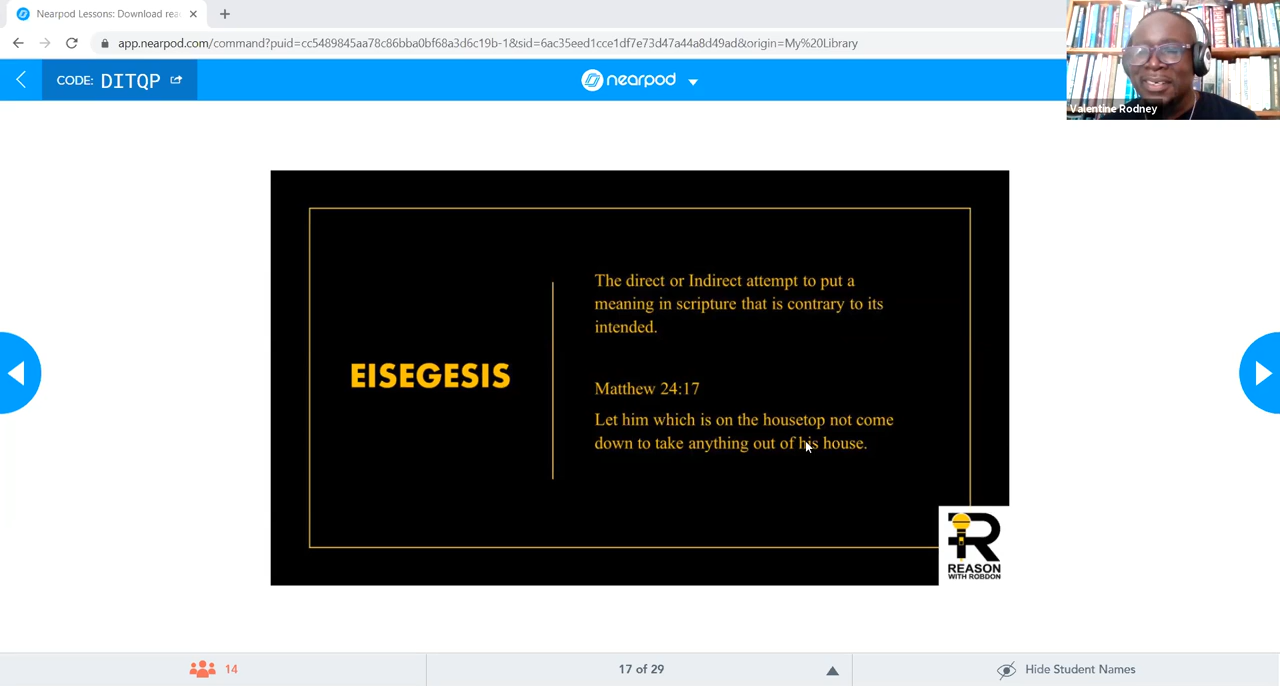 Nearpod Lessons: Download rea
app.nearpod.com/command?puid=cc5489845aa78c86bba0bf68a3d6c19b-1&sid=6ac35eed1cce1df7e73d47a44a8d49ad&origin=My%20Library
CODE: DITQP
nearpod
Valentine Rodney
The direct or Indirect attempt to put a
meaning in scripture that is contrary to its
intended.
EISEGESIS
Matthew 24:17
Let him which is on the housetop not come
down to take anything out of his house.
R
REASON
WITH ROBDON
14
17 of 29
Hide Student Names